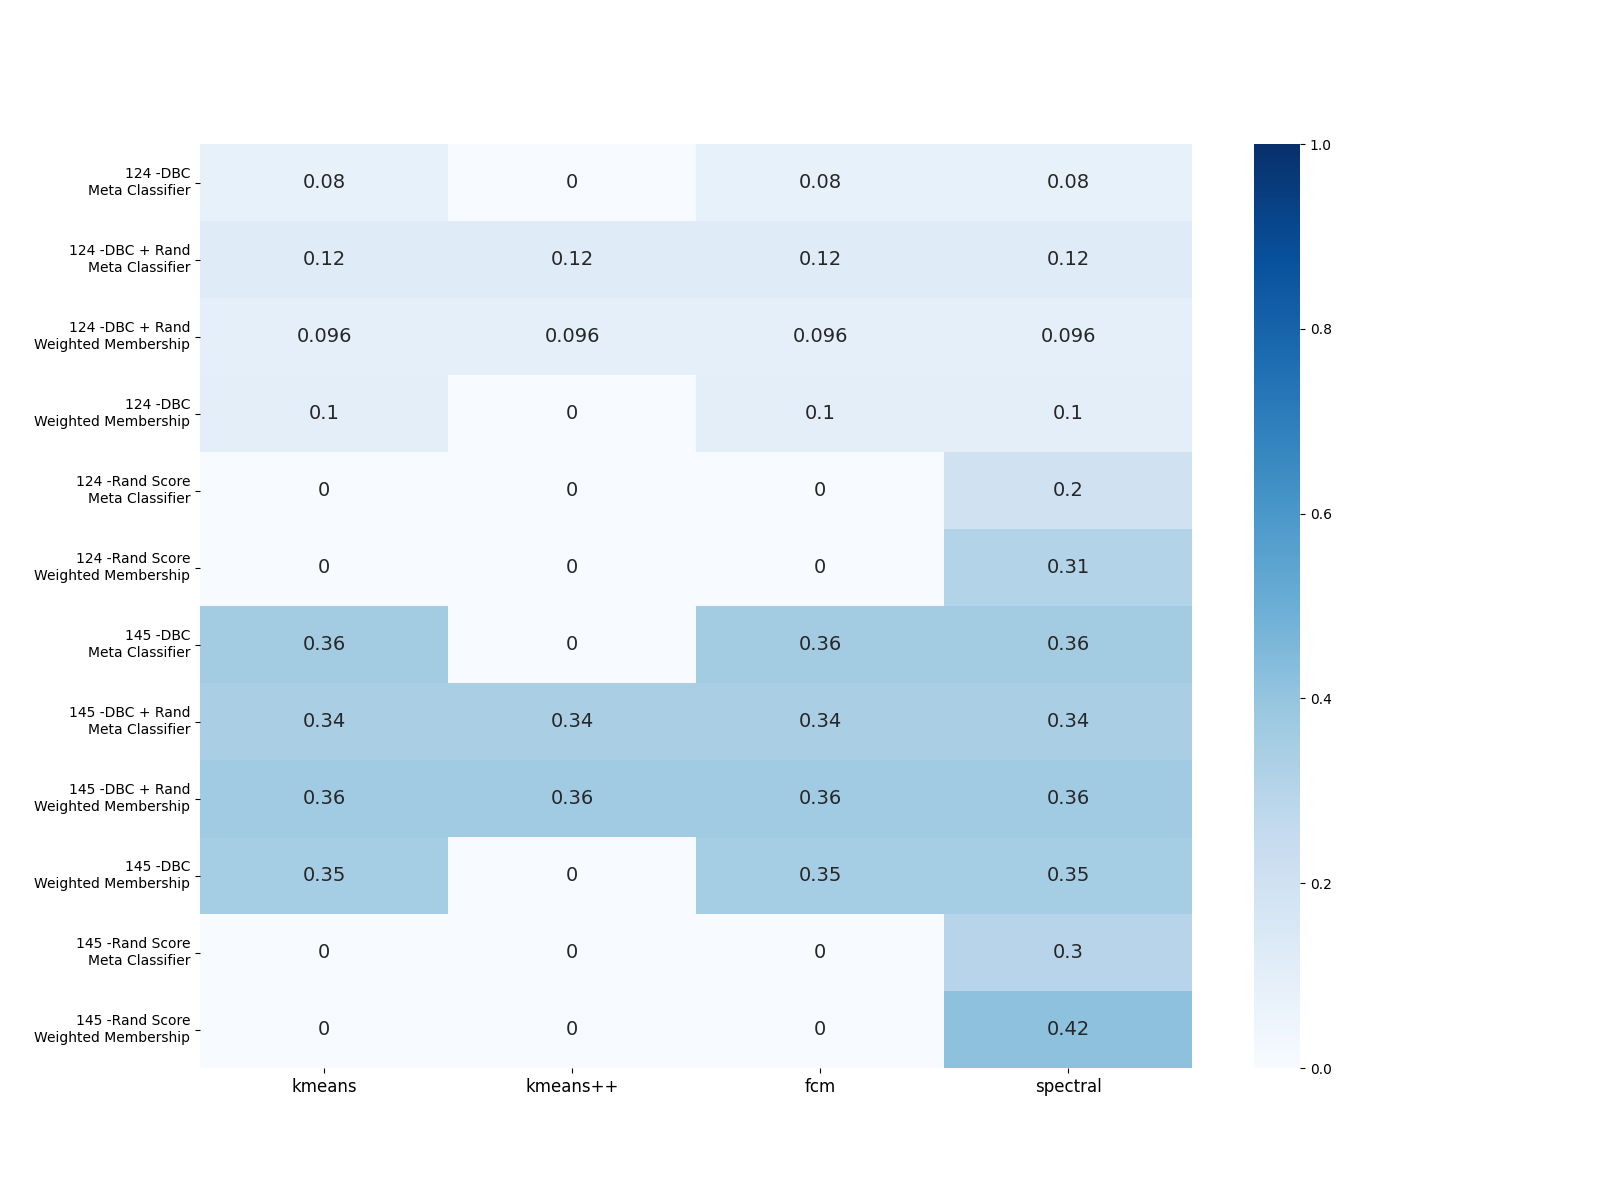 124 -DBC
Meta Classifier
0.08
0
0.08
0.08
124 -DBC + Rand
Meta Classifier
0.12
0.12
0.12
0.12
124 -DBC + Rand
Weighted Membership
0.096
0.096
0.096
0.096
124 -DBC
Weighted Membership
0.1
0
0.1
0.1
124 -Rand Score
Meta Classifier
0
0
0
0.2
124 -Rand Score
Weighted Membership
0
0
0
0.31
145 -DBC
Meta Classifier
0.36
0
0.36
0.36
145 -DBC + Rand
Meta Classifier
0.34
0.34
0.34
0.34
145 -DBC + Rand
Weighted Membership
0.36
0.36
0.36
0.36
145 -DBC
Weighted Membership
0.35
0
0.35
0.35
145 -Rand Score
Meta Classifier
0
0
0
0.3
145 -Rand Score
Weighted Membership
0
0
0
0.42
kmeans
kmeans++
fcm
spectral
1.0
0.8
0.6
0.4
0.2
0.0